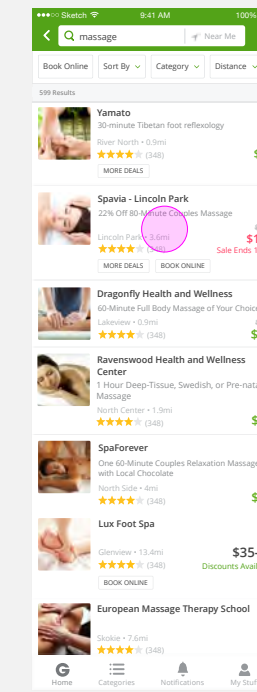 Sketch 9:41 AM 100%
massage Near Me
Book Online Sort By Category Distance
599 Results
Yamato
30-minute Tibetan foot reflexology
River North • 0.9mi
(348)
MORE DEALS
Spavia - Lincoln Park
22% Off 80-Minute Couples Massage
Lincoln Park • 3.6mi
$1
(348) Sale Ends 1
MORE DEALS BOOK ONLINE
Dragonfly Health and Wellness
60-Minute Full Body Massage of Your Choice
Lakeview • 0.9mi
(348) $
Ravenswood Health and Wellness
Center
1 Hour Deep-Tissue, Swedish, or Pre-nata
Massage
North Center • 1.9mi
(348) $
SpaForever
One 60-Minute Couples Relaxation Massage
with Local Chocolate
North Side • 4mi
(348) $
Lux Foot Spa
Glenview • 13.4mi $35-
(348) Discounts Avail
BOOK ONLINE
European Massage Therapy School
Skokie • 7.6mi
(348)
G
Home Categories Notifications My Stuf